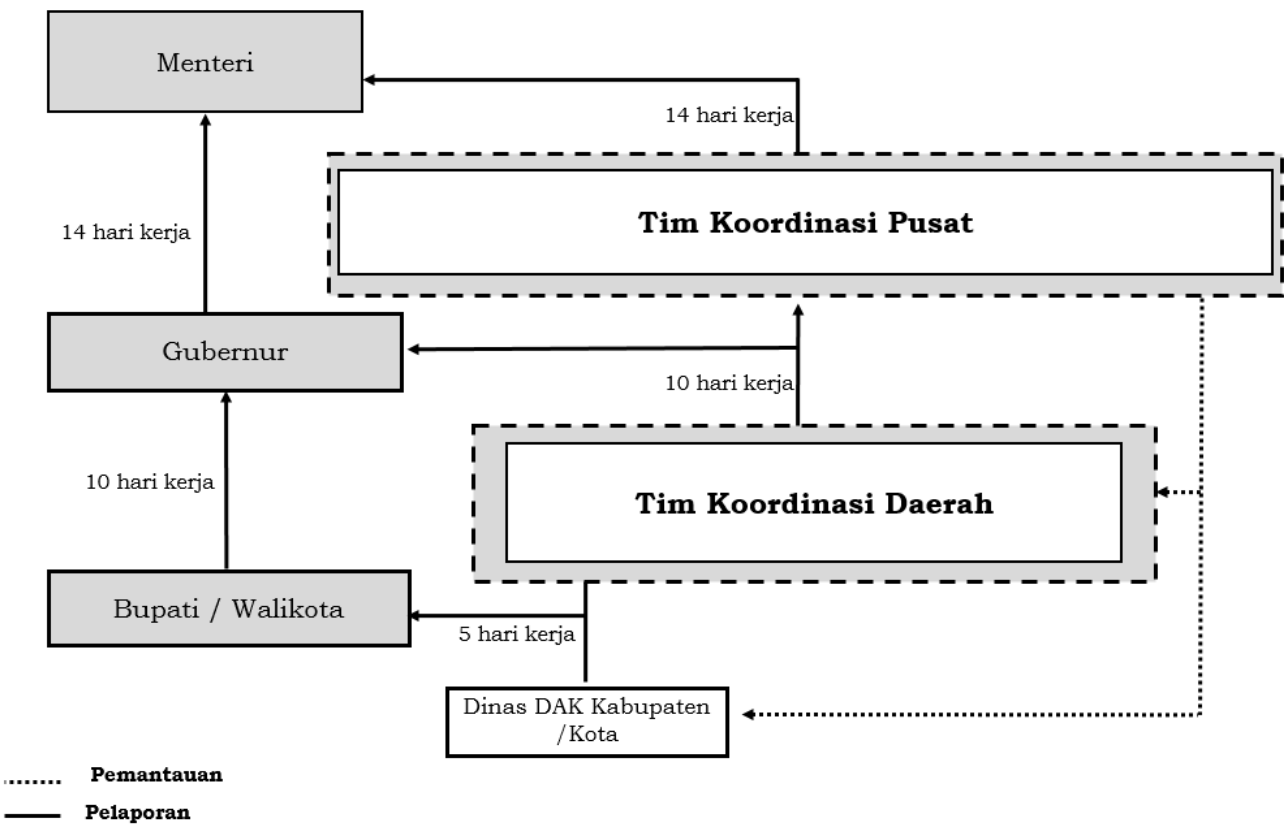 Menteri
14 hari kerja
Tim Koordinasi Pusat
14 hari kerja
Gubernur
10 hari kerja
10 hari kerja
Tim Koordinasi Daerah
Bupati / Walikota
5 hari kerja
Dinas DAK Kabupaten
/Kota
Pemantauan
Pelaporan